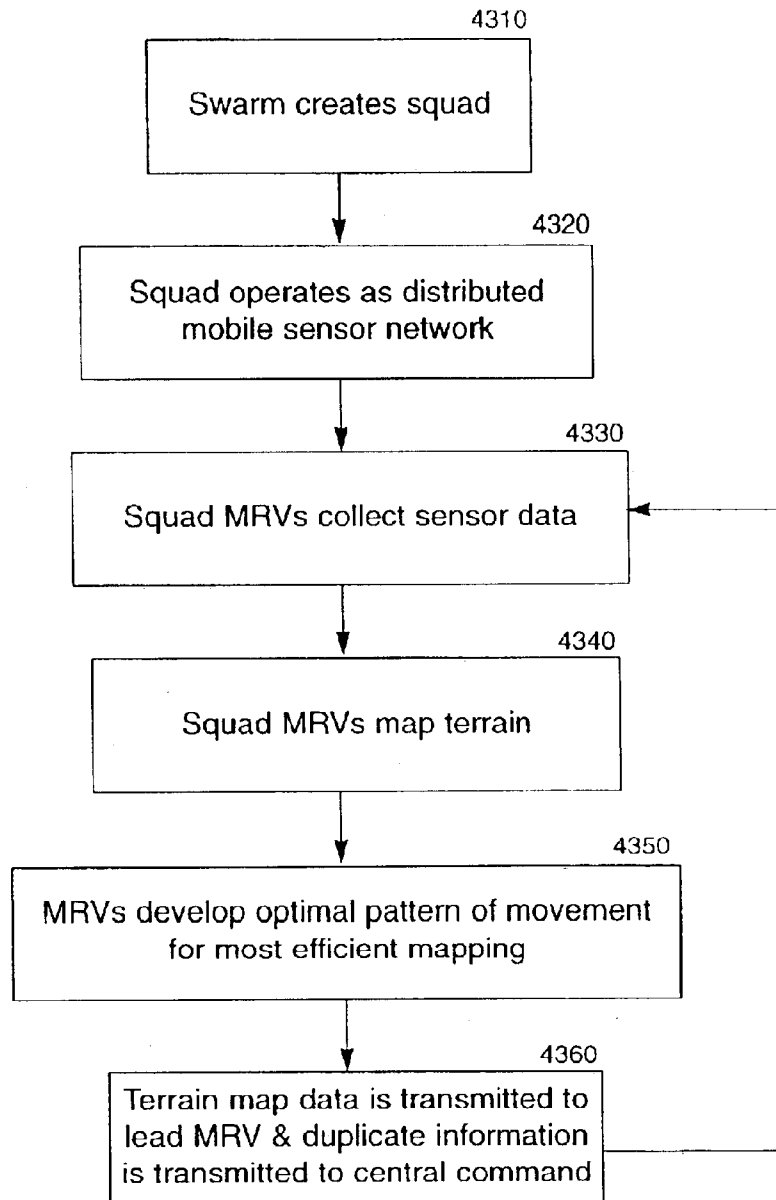 4310
Swarm creates squad
4320
Squad operates as distributed
mobile sensor network
4330
Squad MRVs collect sensor data
4340
Squad MRVs map terrain
4350
MRVs develop optimal pattern of movement
for most efficient mapping
4360
Terrain map data is transmitted to
lead MRV & duplicate information
is transmitted to central command